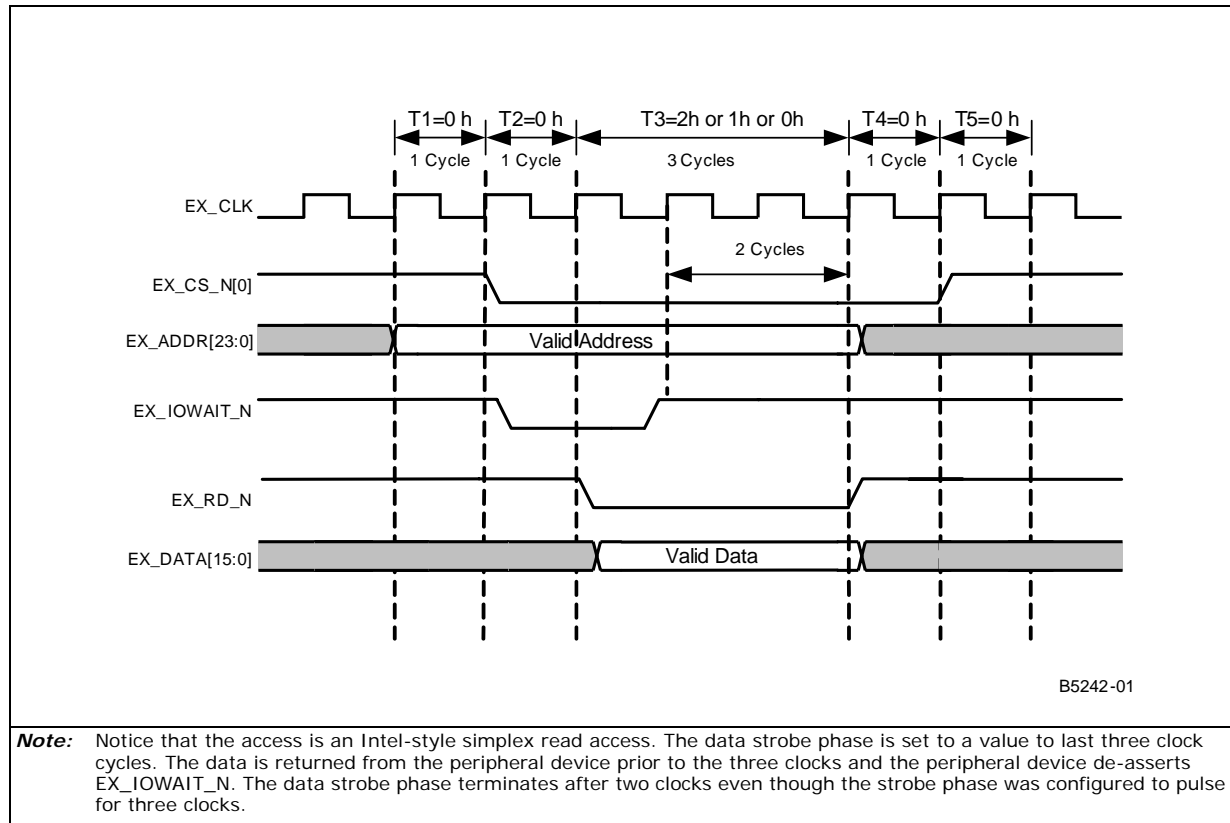 T1=0 h T2=0 h T3=2h or 1h or 0h T4=0 h T5=0 h
1 Cycle 1 Cycle 3 Cycles 1 Cycle 1 Cycle
EX_CLK
2 Cycles
EX_CS_N[0]
EX_ADDR[23:0] Valid Address
EX_IOWAIT_N
EX_RD_N
EX_DATA[15:0] Valid Data
B5242-01
Note: Notice that the access is an Intel-style simplex read access. The data strobe phase is set to a value to last three clock
cycles. The data is returned from the peripheral device prior to the three clocks and the peripheral device de-asserts
EX_IOWAIT_N. The data strobe phase terminates after two clocks even though the strobe phase was configured to pulse
for three clocks.